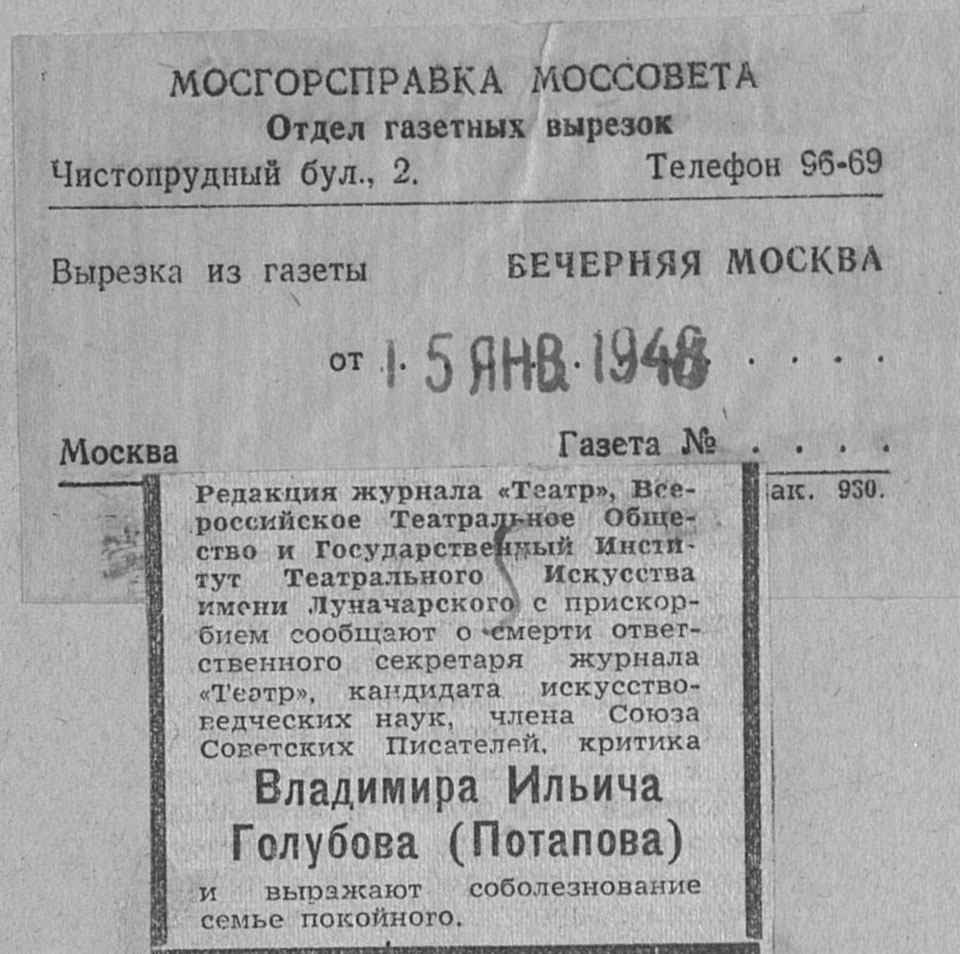 МОСГОРСПРАВКА МОССОВЕТА
Отдел газетных вырезок
Чистопрудный бул., 2. Телефон 96-69
Вырезка из газеты ВЕЧЕРНЯЯ МОСКВА
от 15 ЯНВ. 1948 . . . .
Москва Газета № . . . .
ак. 930.
Редакция журнала «Театр», Все-
российское Театральное Обще-
ство и Государственный Инсти-
тут Театрального Искусства
имени Луначарского с прискор-
бием сообщают о смерти ответ-
ственного секретаря журнала
«Театр», кандидата искусство-
ведческих наук, члена Союза
Советских Писателей, критика
Владимира Ильича
Голубова (Потапова)
и выражают соболезнование
семье покойного.